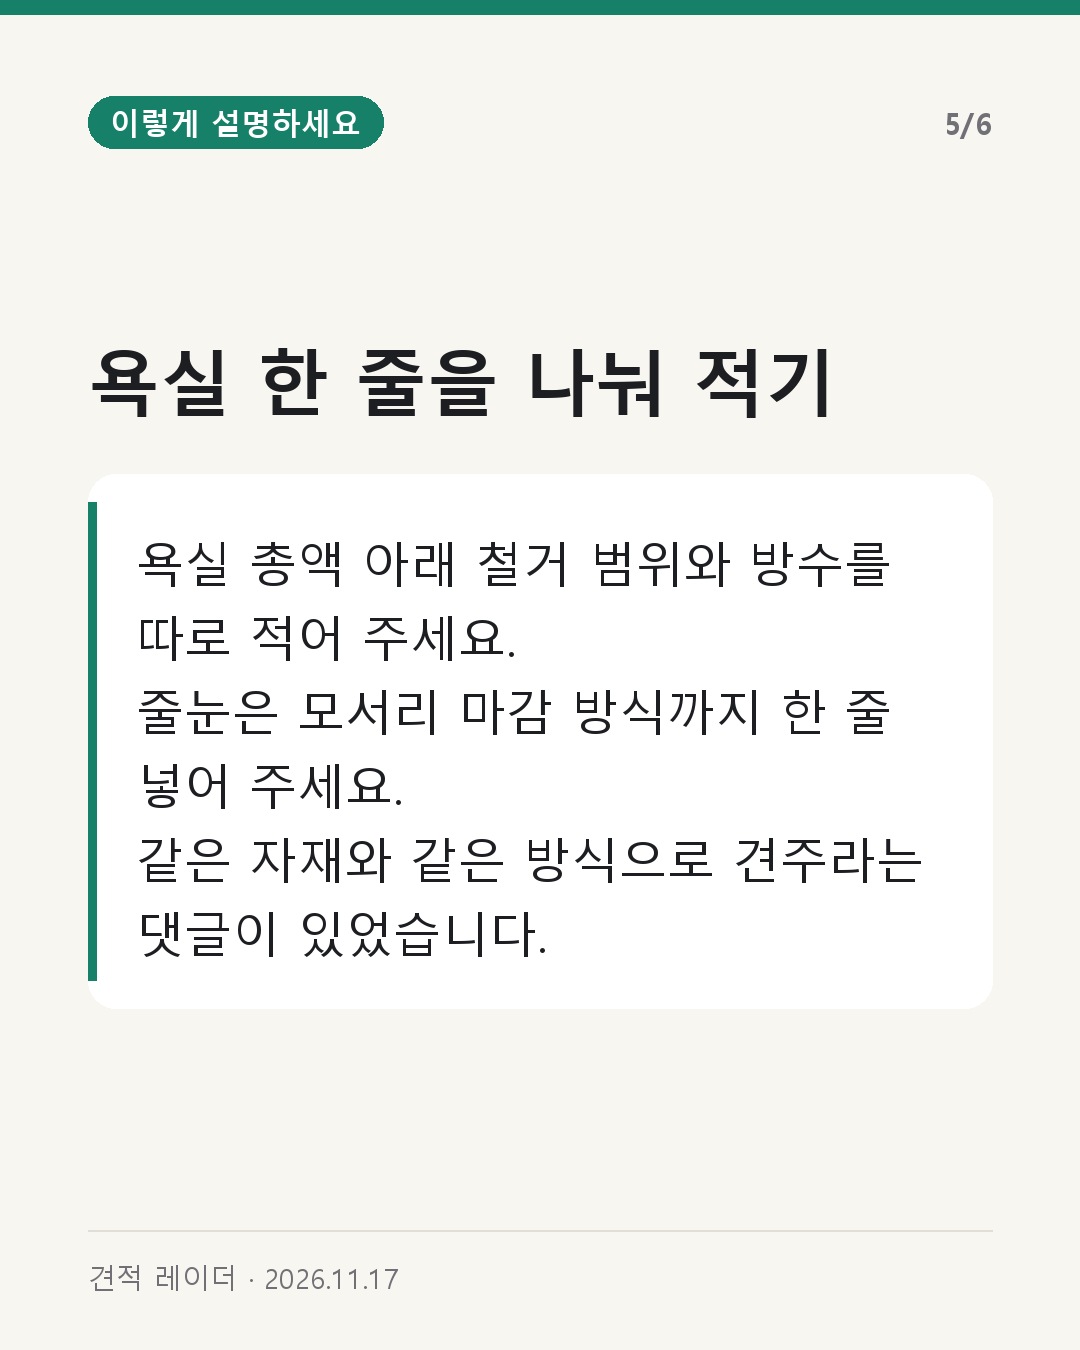 이렇게 설명하세요
5/6
욕실 한 줄을 나눠 적기
욕실 총액 아래 철거 범위와 방수를
따로 적어 주세요.
줄눈은 모서리 마감 방식까지 한 줄
넣어 주세요.
같은 자재와 같은 방식으로 견주라는
댓글이 있었습니다.
견적 레이더 · 2026.11.17